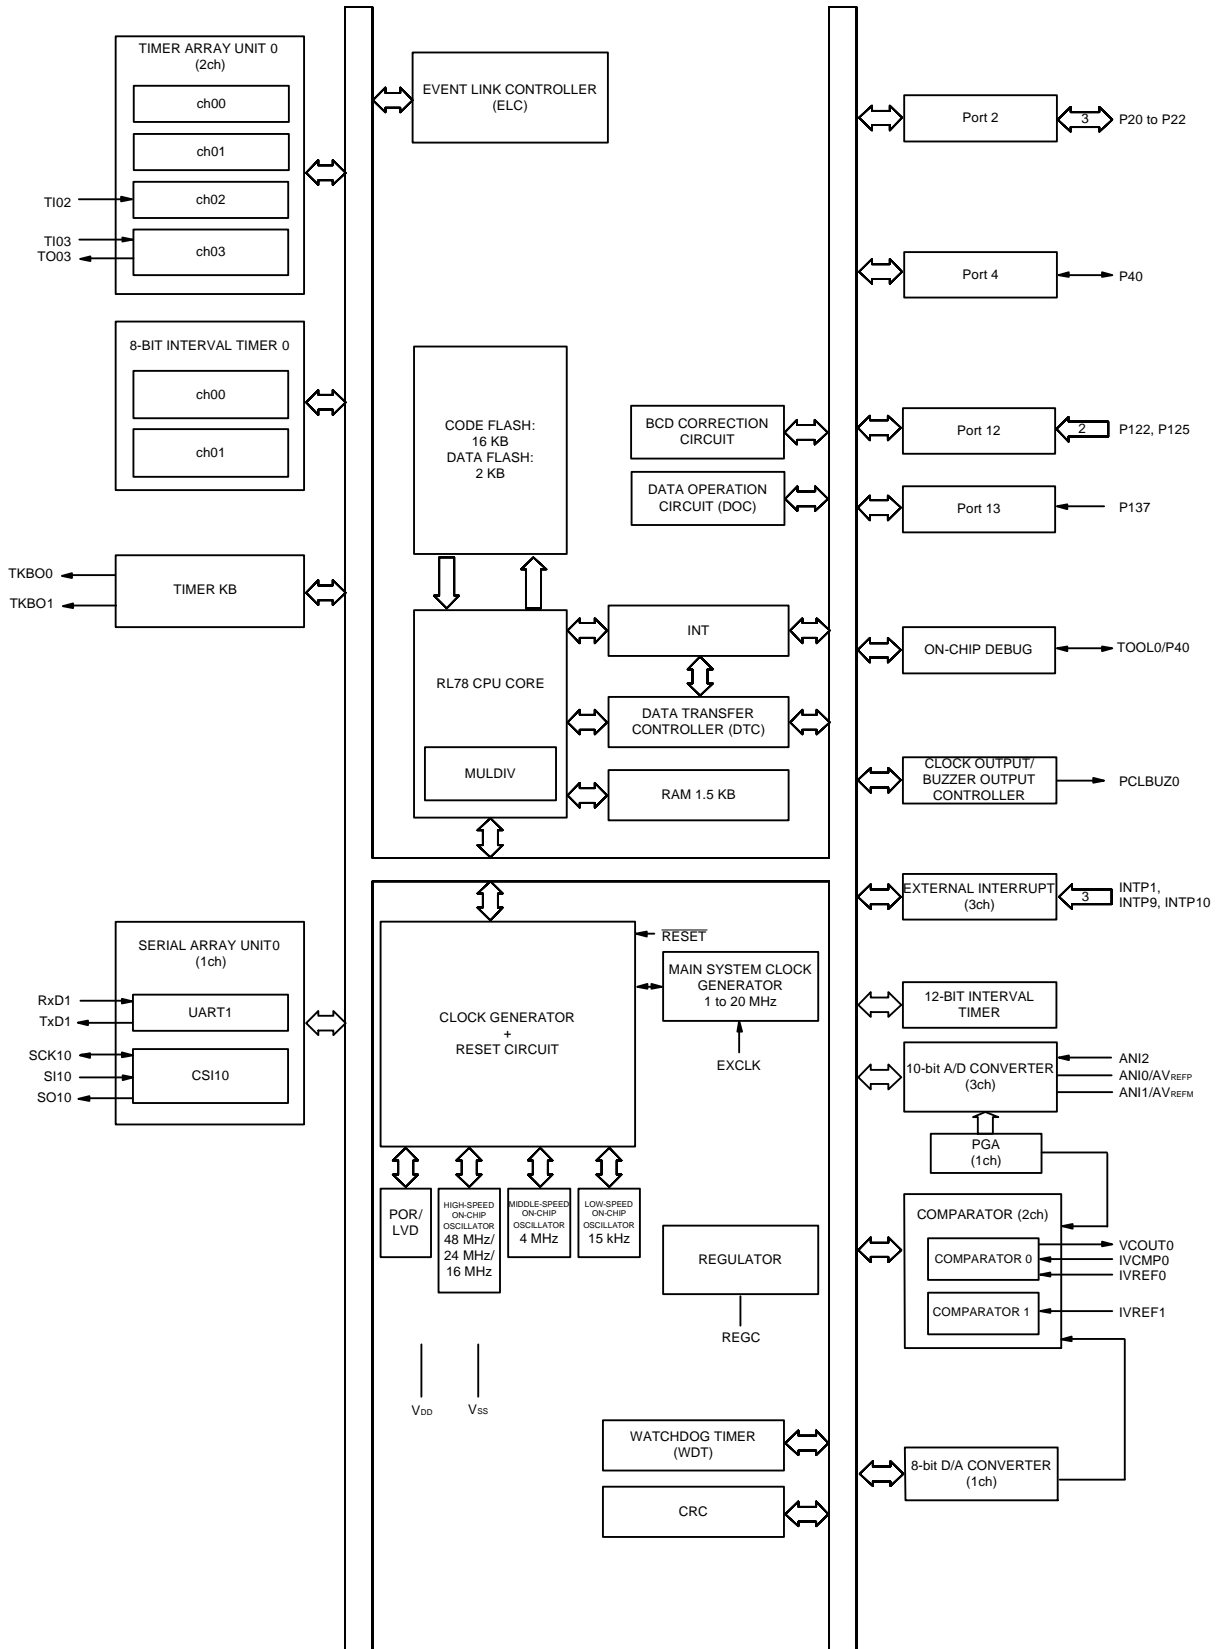 TIMER ARRAY UNIT 0
(2ch)
ch00
ch01
ch02
ch03
TI02
TI03
TO03
8-BIT INTERVAL TIMER 0
ch00
ch01
TKBO0
TKBO1
TIMER KB
SERIAL ARRAY UNIT0
(1ch)
RxD1
TxD1
UART1
SCK10
SI10
SO10
CSI10
EVENT LINK CONTROLLER
(ELC)
CODE FLASH:
16 KB
DATA FLASH:
2 KB
BCD CORRECTION
CIRCUIT
DATA OPERATION
CIRCUIT (DOC)
RL78 CPU CORE
MULDIV
INT
DATA TRANSFER
CONTROLLER (DTC)
RAM 1.5 KB
CLOCK GENERATOR
+
RESET CIRCUIT
RESET
MAIN SYSTEM CLOCK
GENERATOR
1 to 20 MHz
EXCLK
POR/
LVD
HIGH-SPEED
ON-CHIP
OSCILLATOR
48 MHz/
24 MHz/
16 MHz
MIDDLE-SPEED
ON-CHIP
OSCILLATOR
4 MHz
LOW-SPEED
ON-CHIP
OSCILLATOR
15 kHz
REGULATOR
REGC
VDD
VSS
WATCHDOG TIMER
(WDT)
CRC
Port 2
3
P20 to P22
Port 4
P40
Port 12
2
P122, P125
Port 13
P137
ON-CHIP DEBUG
TOOL0/P40
CLOCK OUTPUT/
BUZZER OUTPUT
CONTROLLER
PCLBUZ0
EXTERNAL INTERRUPT
(3ch)
3
INTP1,
INTP9, INTP10
12-BIT INTERVAL
TIMER
10-bit A/D CONVERTER
(3ch)
ANI2
ANI0/AVREFP
ANI1/AVREFM
PGA
(1ch)
COMPARATOR (2ch)
COMPARATOR 0
VCOUT0
IVCMP0
IVREF0
COMPARATOR 1
IVREF1
8-bit D/A CONVERTER
(1ch)